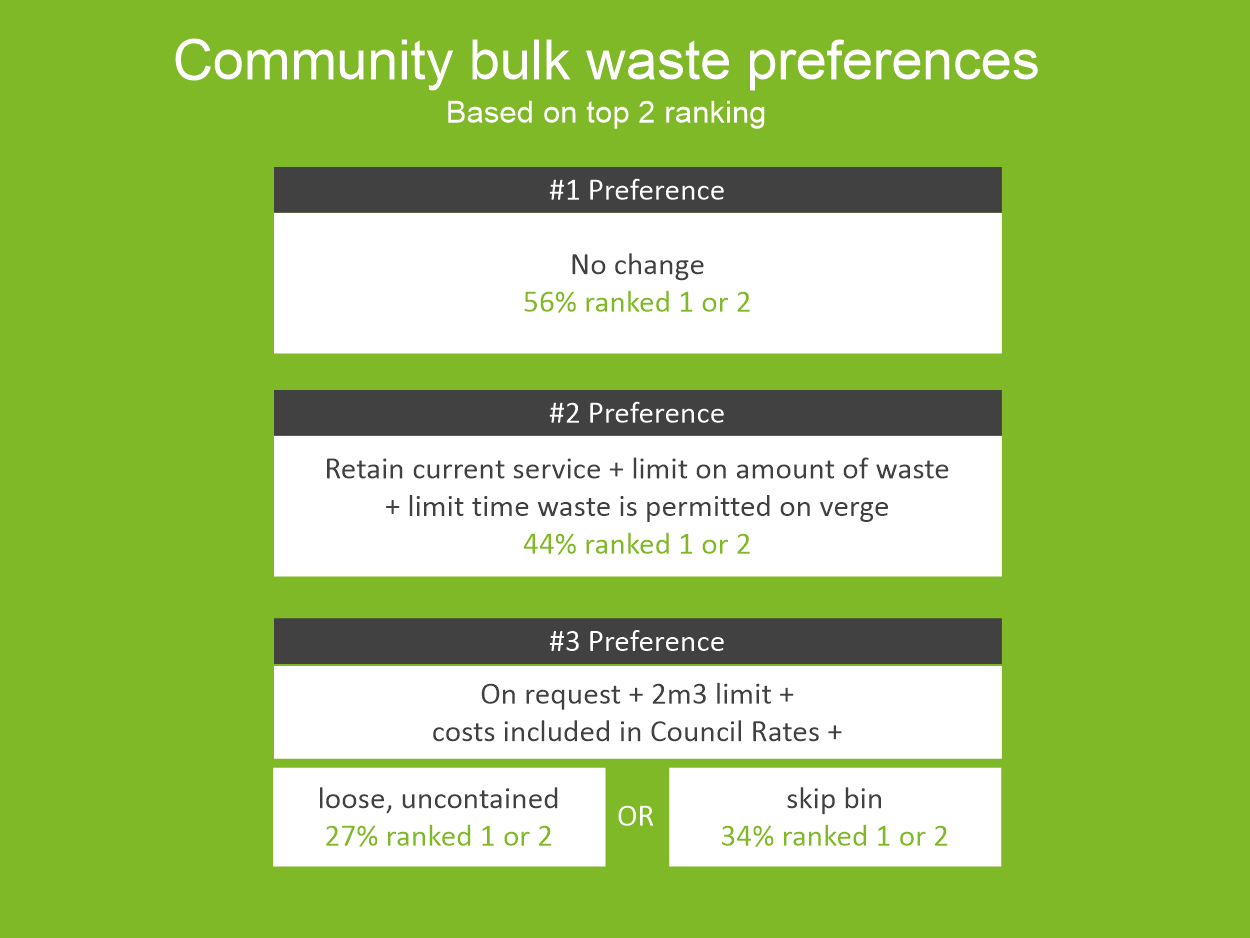 Community bulk waste preferences
Based on top 2 ranking
#1 Preference
No change
56% ranked 1 or 2
#2 Preference
Retain current service + limit on amount of waste
+ limit time waste is permitted on verge
44% ranked 1 or 2
#3 Preference
On request + 2m3 limit +
costs included in Council Rates +
loose, uncontained
27% ranked 1 or 2
OR
skip bin
34% ranked 1 or 2